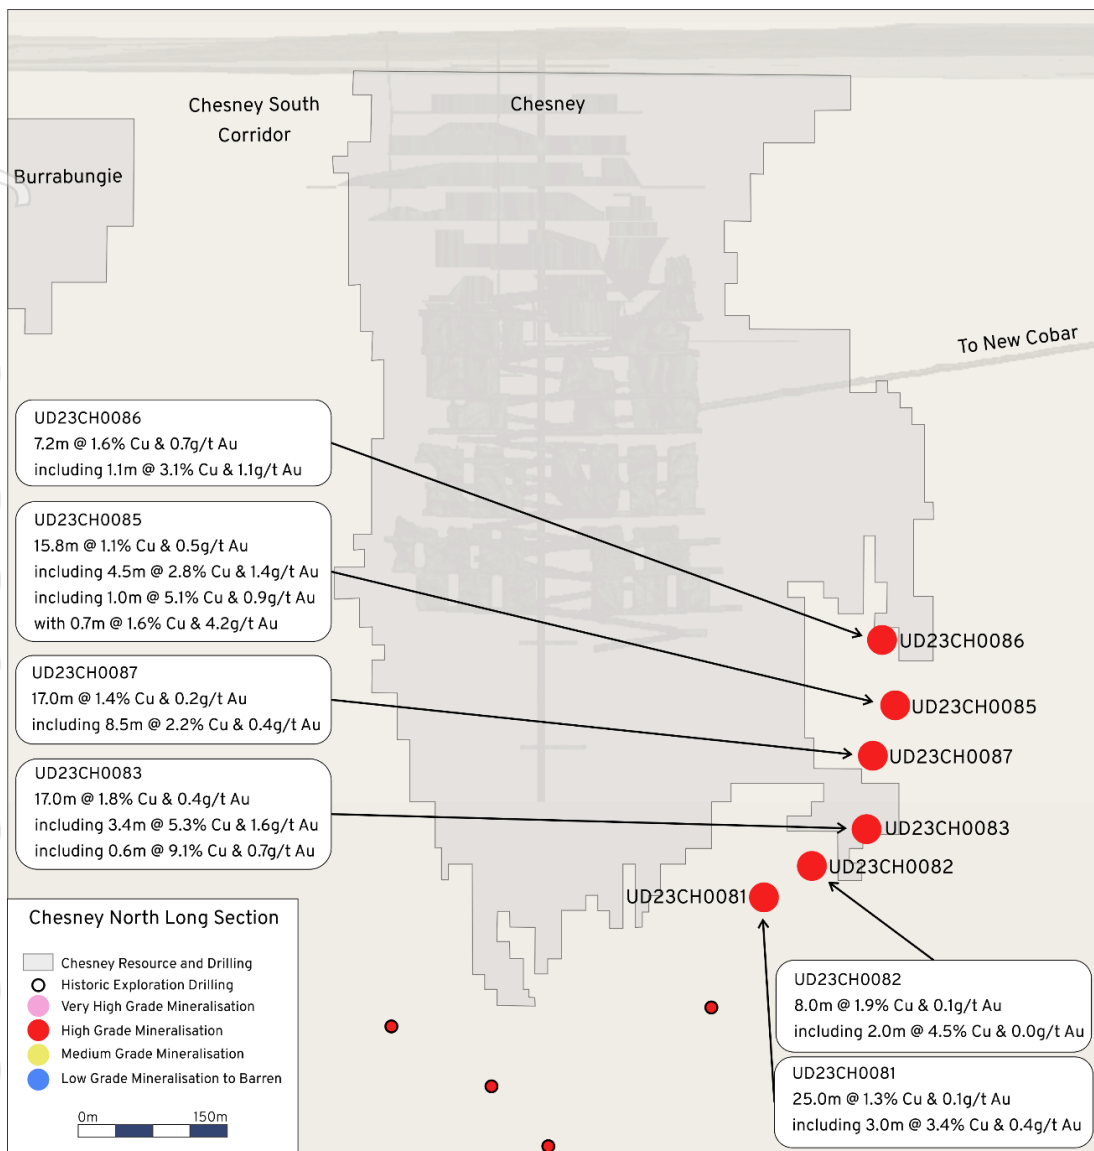 Chesney South
Corridor
Chesney
Burrabungie
To New Cobar
UD23CH0086
7.2m @ 1.6% Cu & 0.7g/t Au
including 1.1m @ 3.1% Cu & 1.1g/t Au
UD23CH0085
15.8m @ 1.1% Cu & 0.5g/t Au
including 4.5m @ 2.8% Cu & 1.4g/t Au
including 1.0m @ 5.1% Cu & 0.9g/t Au
with 0.7m @ 1.6% Cu & 4.2g/t Au
UD23CH0087
17.0m @ 1.4% Cu & 0.2g/t Au
including 8.5m @ 2.2% Cu & 0.4g/t Au
UD23CH0083
17.0m @ 1.8% Cu & 0.4g/t Au
including 3.4m @ 5.3% Cu & 1.6g/t Au
including 0.6m @ 9.1% Cu & 0.7g/t Au
UD23CH0086
UD23CH0085
UD23CH0087
UD23CH0083
UD23CH0082
UD23CH0081
Chesney North Long Section
Chesney Resource and Drilling
Historic Exploration Drilling
Very High Grade Mineralisation
High Grade Mineralisation
Medium Grade Mineralisation
Low Grade Mineralisation to Barren
0m 150m
UD23CH0082
8.0m @ 1.9% Cu & 0.1g/t Au
including 2.0m @ 4.5% Cu & 0.0g/t Au
UD23CH0081
25.0m @ 1.3% Cu & 0.1g/t Au
including 3.0m @ 3.4% Cu & 0.4g/t Au